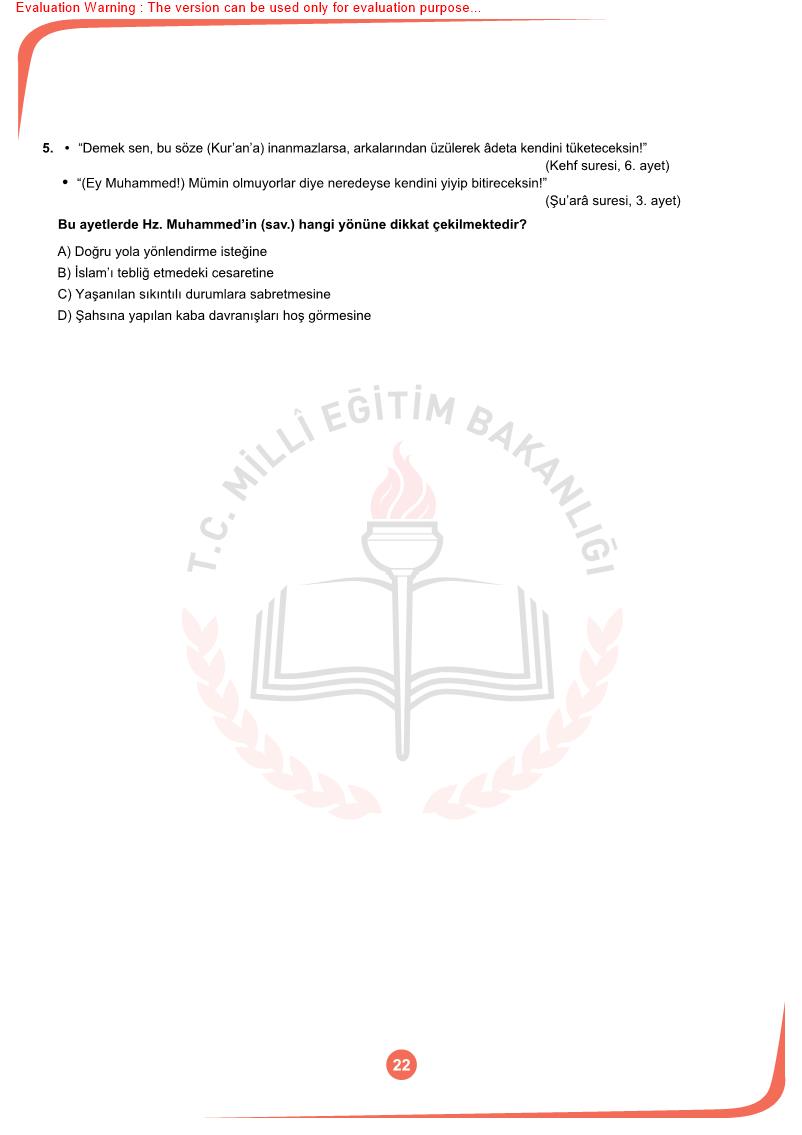 Evaluation Warning : The version can be used only for evaluation purpose...
5. • “Demek sen, bu söze (Kur’an’a) inanmazlarsa, arkalarından üzülerek âdeta kendini tüketeceksin!”
(Kehf suresi, 6. ayet)
• “(Ey Muhammed!) Mümin olmuyorlar diye neredeyse kendini yiyip bitireceksin!”
(Şu’arâ suresi, 3. ayet)
Bu ayetlerde Hz. Muhammed’in (sav.) hangi yönüne dikkat çekilmektedir?
A) Doğru yola yönlendirme isteğine
B) İslam’ı tebliğ etmedeki cesaretine
C) Yaşanılan sıkıntılı durumlara sabretmesine
D) Şahsına yapılan kaba davranışları hoş görmesine
T.C. MİLLÎ EĞİTİM BAKANLIĞI
22